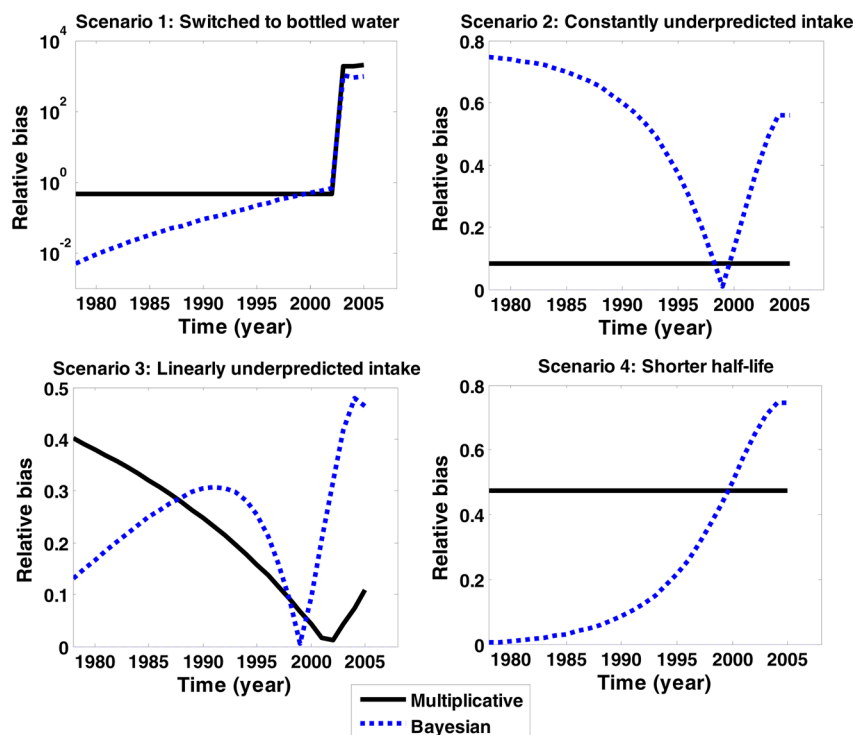 Scenario 1: Switched to bottled water
10^4
10^2
10^0
10^-2
Relative bias
1980 1985 1990 1995 2000 2005
Time (year)
Scenario 2: Constantly underpredicted intake
0.8
0.6
0.4
0.2
0
Relative bias
1980 1985 1990 1995 2000 2005
Time (year)
Scenario 3: Linearly underpredicted intake
0.5
0.4
0.3
0.2
0.1
0
Relative bias
1980 1985 1990 1995 2000 2005
Time (year)
Scenario 4: Shorter half-life
0.8
0.6
0.4
0.2
0
Relative bias
1980 1985 1990 1995 2000 2005
Time (year)
Multiplicative
Bayesian